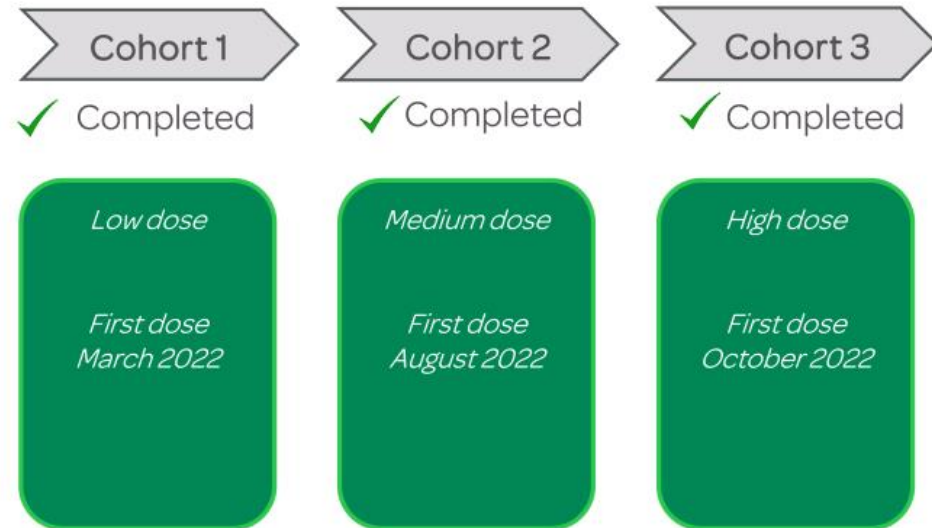 Cohort 1
Cohort 2
Cohort 3
Completed
Completed
Completed
Low dose
First dose
March 2022
Medium dose
First dose
August 2022
High dose
First dose
October 2022